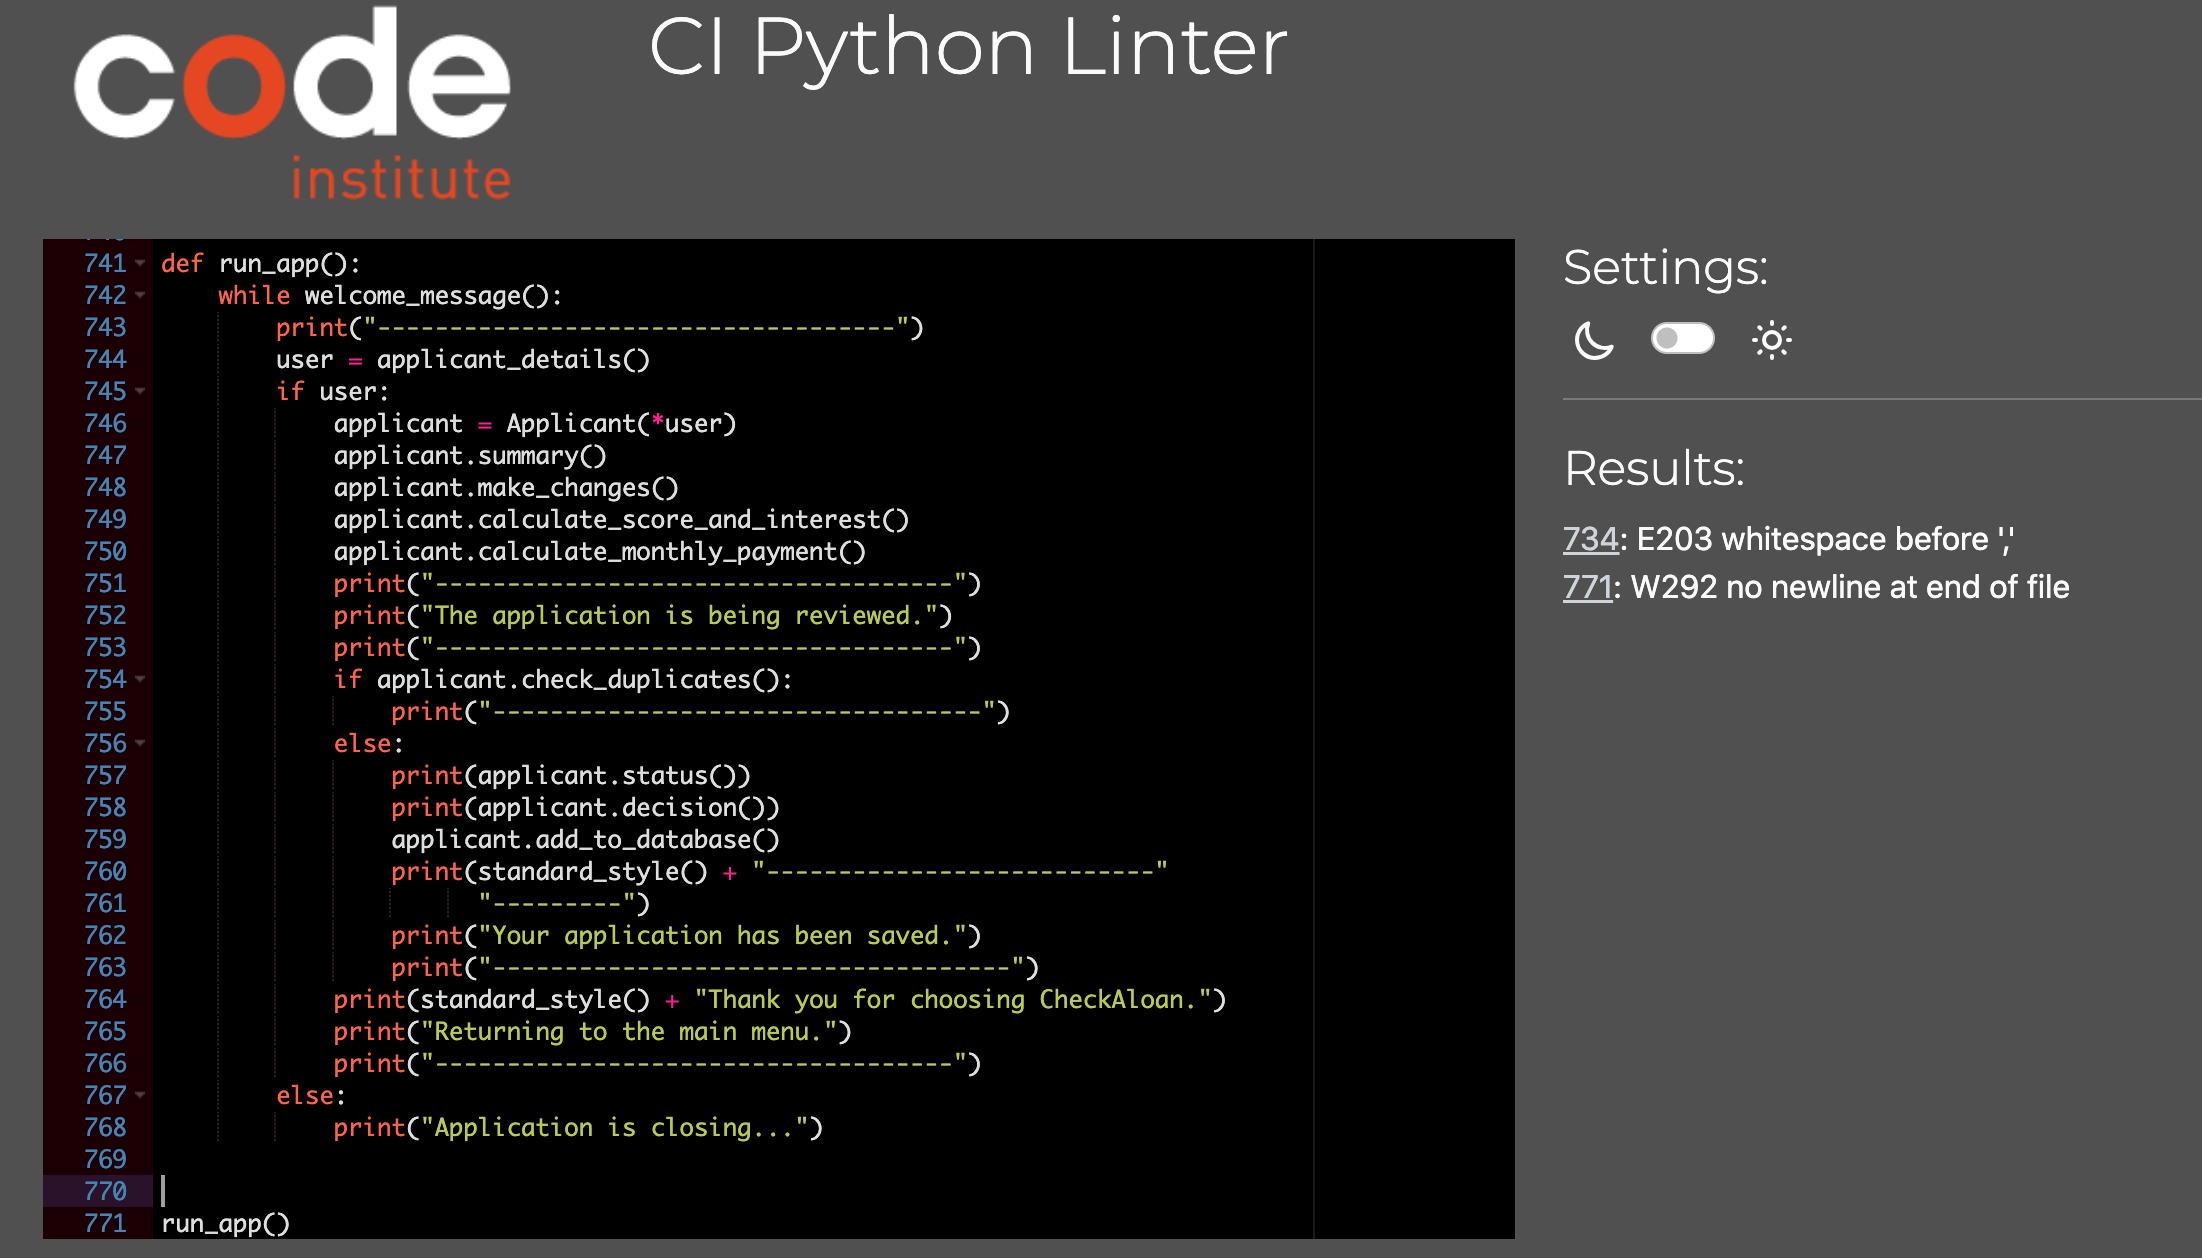 code
institute
CI Python Linter
741 def run_app():
742     while welcome_message():
743         print("------------------------------------")
744         user = applicant_details()
745         if user:
746             applicant = Applicant(*user)
747             applicant.summary()
748             applicant.make_changes()
749             applicant.calculate_score_and_interest()
750             applicant.calculate_monthly_payment()
751             print("------------------------------------")
752             print("The application is being reviewed.")
753             print("------------------------------------")
754             if applicant.check_duplicates():
755                 print("----------------------------------")
756             else:
757                 print(applicant.status())
758                 print(applicant.decision())
759                 applicant.add_to_database()
760                 print(standard_style() + "---------------------------"
761                       "---------")
762                 print("Your application has been saved.")
763                 print("------------------------------------")
764             print(standard_style() + "Thank you for choosing CheckAloan.")
765             print("Returning to the main menu.")
766             print("------------------------------------")
767         else:
768             print("Application is closing...")
769
770
771 run_app()
Settings:
Results:
734: E203 whitespace before ','
771: W292 no newline at end of file